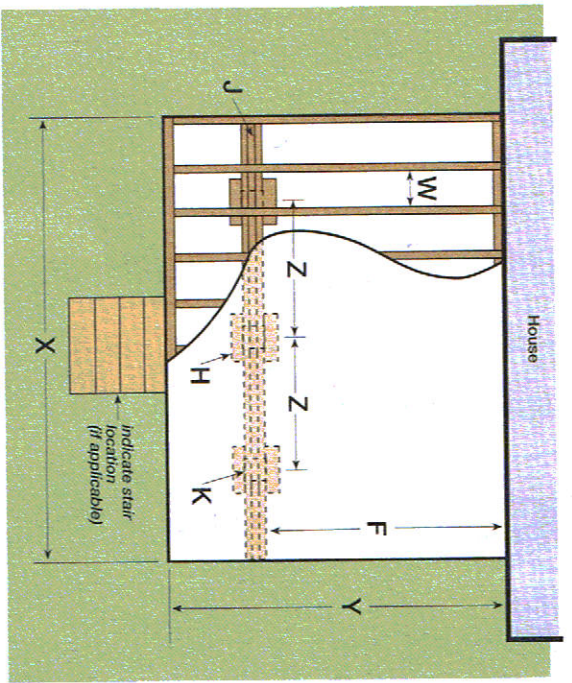 House
J
W
Z
Z
H
K
F
X
Y
indicate stair
location
(if applicable)